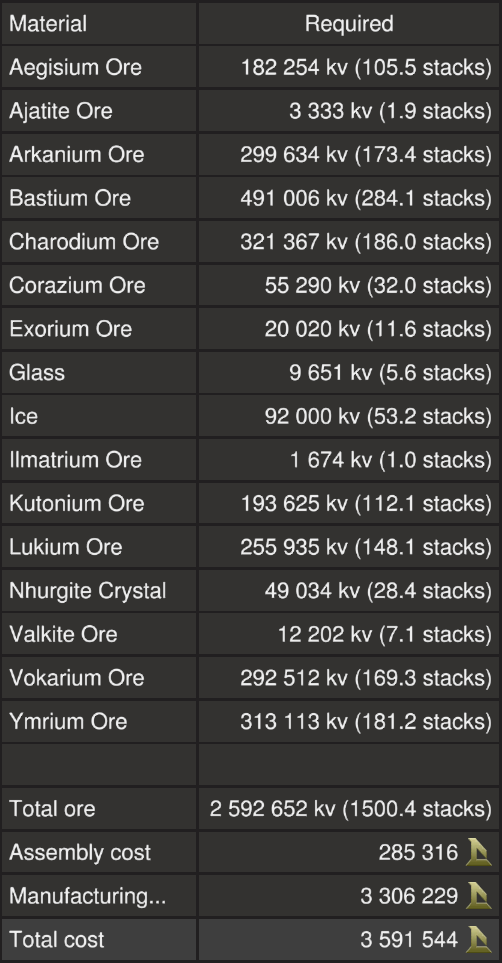 Material Required
Aegisium Ore 182 254 kv (105.5 stacks)
Ajatite Ore 3 333 kv (1.9 stacks)
Arkanium Ore 299 634 kv (173.4 stacks)
Bastium Ore 491 006 kv (284.1 stacks)
Charodium Ore 321 367 kv (186.0 stacks)
Corazium Ore 55 290 kv (32.0 stacks)
Exorium Ore 20 020 kv (11.6 stacks)
Glass 9 651 kv (5.6 stacks)
Ice 92 000 kv (53.2 stacks)
Ilmatrium Ore 1 674 kv (1.0 stacks)
Kutonium Ore 193 625 kv (112.1 stacks)
Lukium Ore 255 935 kv (148.1 stacks)
Nhurgite Crystal 49 034 kv (28.4 stacks)
Valkite Ore 12 202 kv (7.1 stacks)
Vokarium Ore 292 512 kv (169.3 stacks)
Ymrium Ore 313 113 kv (181.2 stacks)
Total ore 2 592 652 kv (1500.4 stacks)
Assembly cost 285 316
Manufacturing... 3 306 229
Total cost 3 591 544